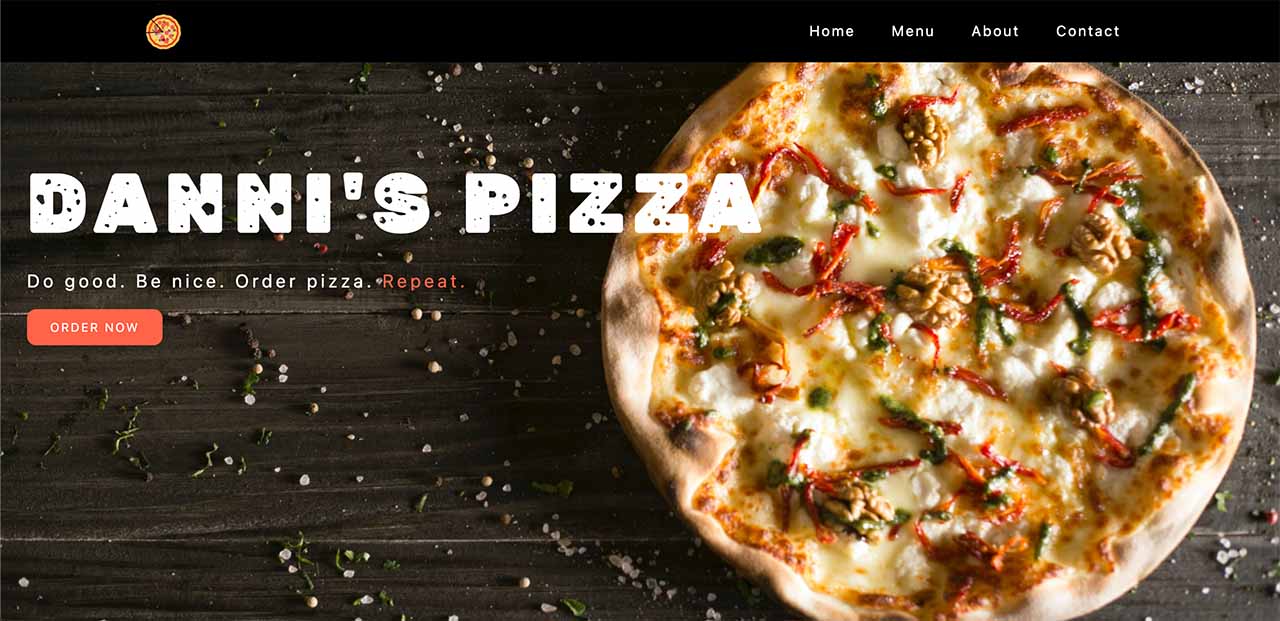 Home Menu About Contact
DANNI'S PIZZA
Do good. Be nice. Order pizza. Repeat.
ORDER NOW